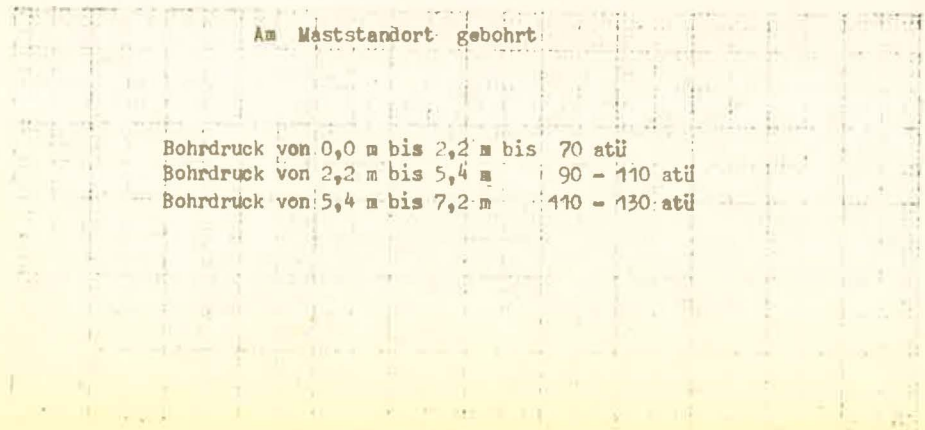 Am Maststandort gebohrt
Bohrdruck von 0,0 m bis 2,2 m bis 70 atü
Bohrdruck von 2,2 m bis 5,4 m 90 - 110 atü
Bohrdruck von 5,4 m bis 7,2 m 110 - 130 atü